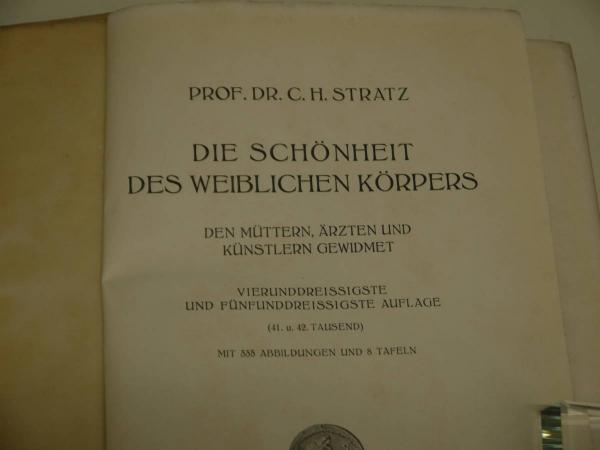 PROF. DR. C. H. STRATZ
DIE SCHÖNHEIT
DES WEIBLICHEN KÖRPERS
DEN MÜTTERN, ÄRZTEN UND
KÜNSTLERN GEWIDMET
VIERUNDDREISSIGSTE
UND FÜNFUNDDREISSIGSTE AUFLAGE
(41. u. 42. TAUSEND)
MIT 555 ABBILDUNGEN UND 8 TAFELN